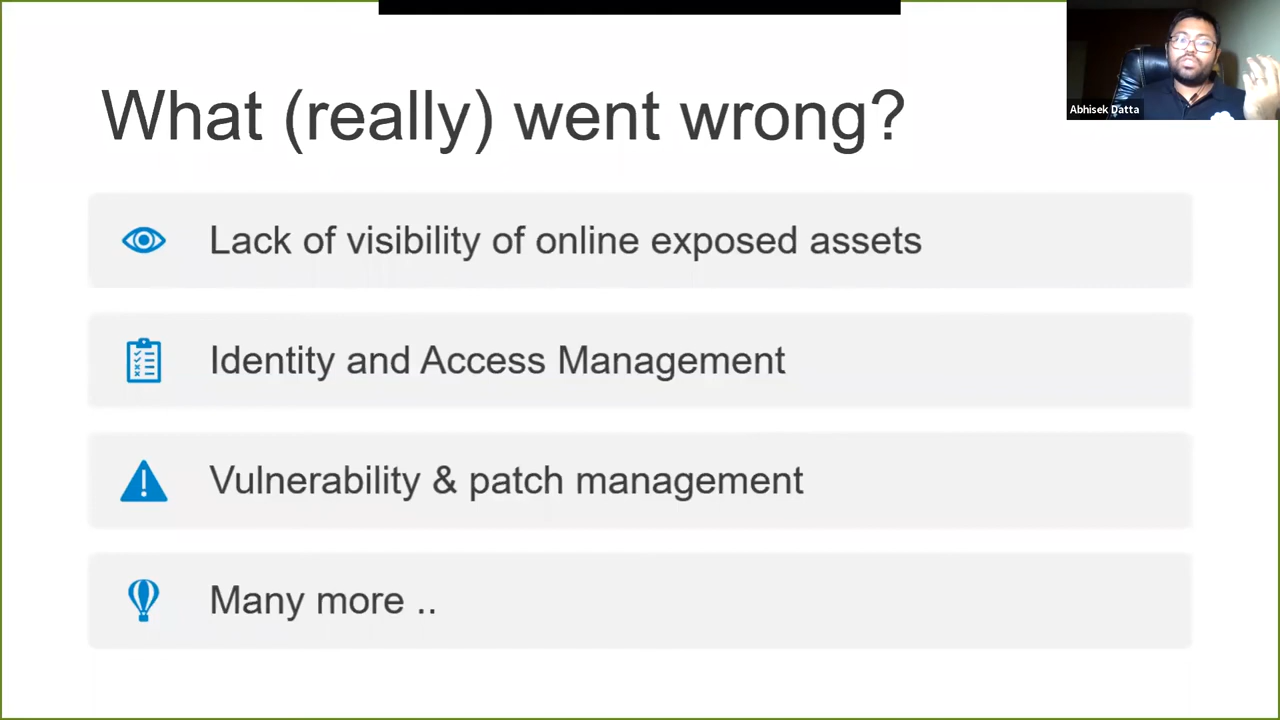 What (really) went wrong?
Abhisek Datta
Lack of visibility of online exposed assets
Identity and Access Management
Vulnerability & patch management
Many more ..